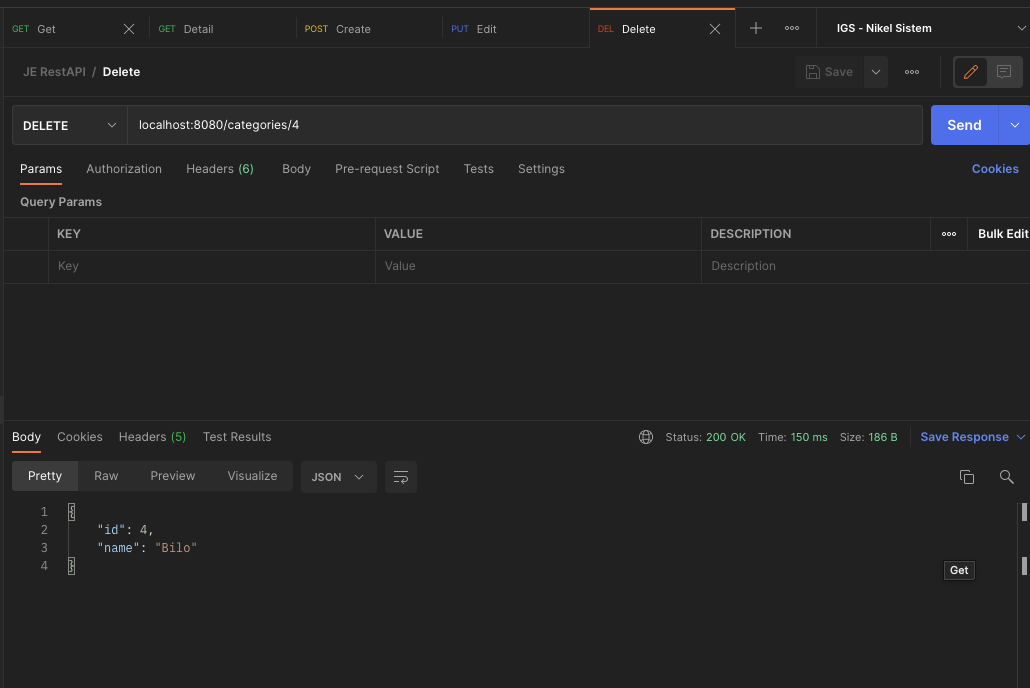 GET Get GET Detail POST Create PUT Edit DEL Delete IGS - Nikel Sistem
JE RestAPI / Delete Save
DELETE localhost:8080/categories/4 Send
Params Authorization Headers (6) Body Pre-request Script Tests Settings Cookies
Query Params
KEY VALUE DESCRIPTION Bulk Edit
Key Value Description
Body Cookies Headers (5) Test Results Status: 200 OK Time: 150 ms Size: 186 B Save Response
Pretty Raw Preview Visualize JSON
1 {
2 "id": 4,
3 "name": "Bilo"
4 }
Get